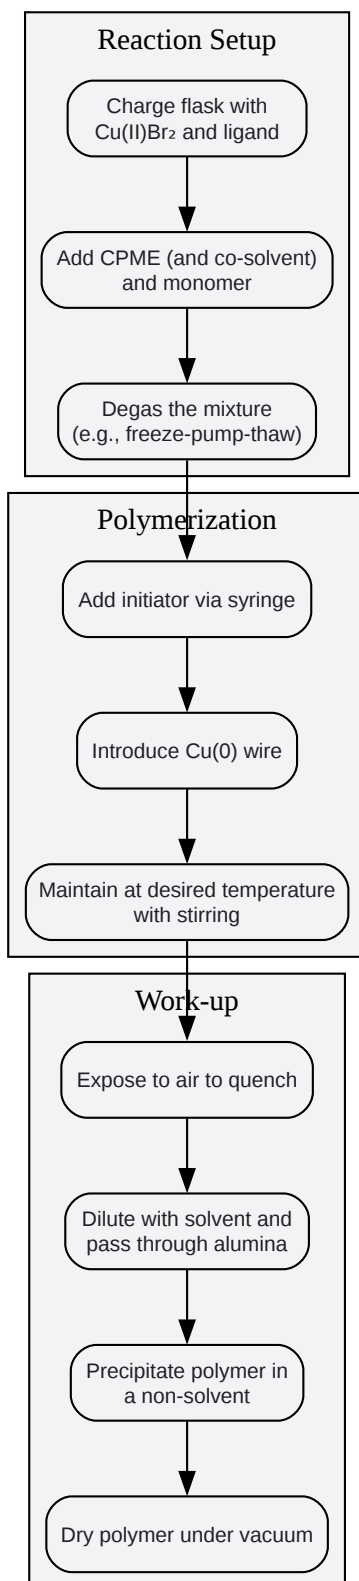 Reaction Setup
Charge flask with
Cu(II)Br₂ and ligand
Add CPME (and co-solvent)
and monomer
Degas the mixture
(e.g., freeze-pump-thaw)
Polymerization
Add initiator via syringe
Introduce Cu(0) wire
Maintain at desired temperature
with stirring
Work-up
Expose to air to quench
Dilute with solvent and
pass through alumina
Precipitate polymer in
a non-solvent
Dry polymer under vacuum